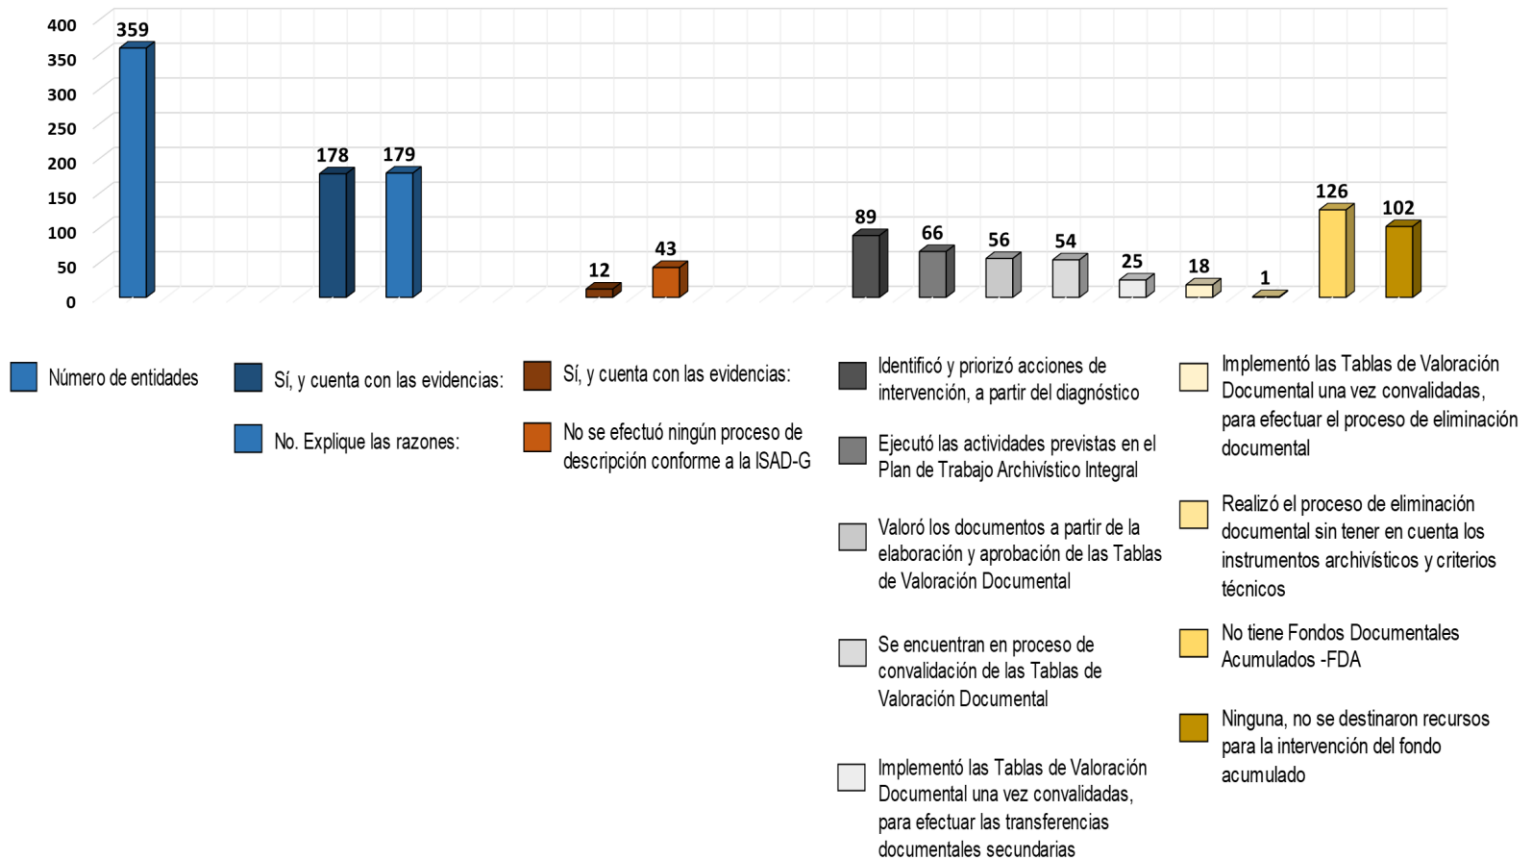 400
350
300
250
200
150
100
50
0
359
178
179
12
43
89
66
56
54
25
18
1
126
102
Número de entidades
Sí, y cuenta con las evidencias:
No. Explique las razones:
Sí, y cuenta con las evidencias:
No se efectuó ningún proceso de
descripción conforme a la ISAD-G
Identificó y priorizó acciones de
intervención, a partir del diagnóstico
Ejecutó las actividades previstas en el
Plan de Trabajo Archivístico Integral
Valoró los documentos a partir de la
elaboración y aprobación de las Tablas
de Valoración Documental
Se encuentran en proceso de
convalidación de las Tablas de
Valoración Documental
Implementó las Tablas de Valoración
Documental una vez convalidadas,
para efectuar las transferencias
documentales secundarias
Implementó las Tablas de Valoración
Documental una vez convalidadas,
para efectuar el proceso de eliminación
documental
Realizó el proceso de eliminación
documental sin tener en cuenta los
instrumentos archivísticos y criterios
técnicos
No tiene Fondos Documentales
Acumulados -FDA
Ninguna, no se destinaron recursos
para la intervención del fondo
acumulado